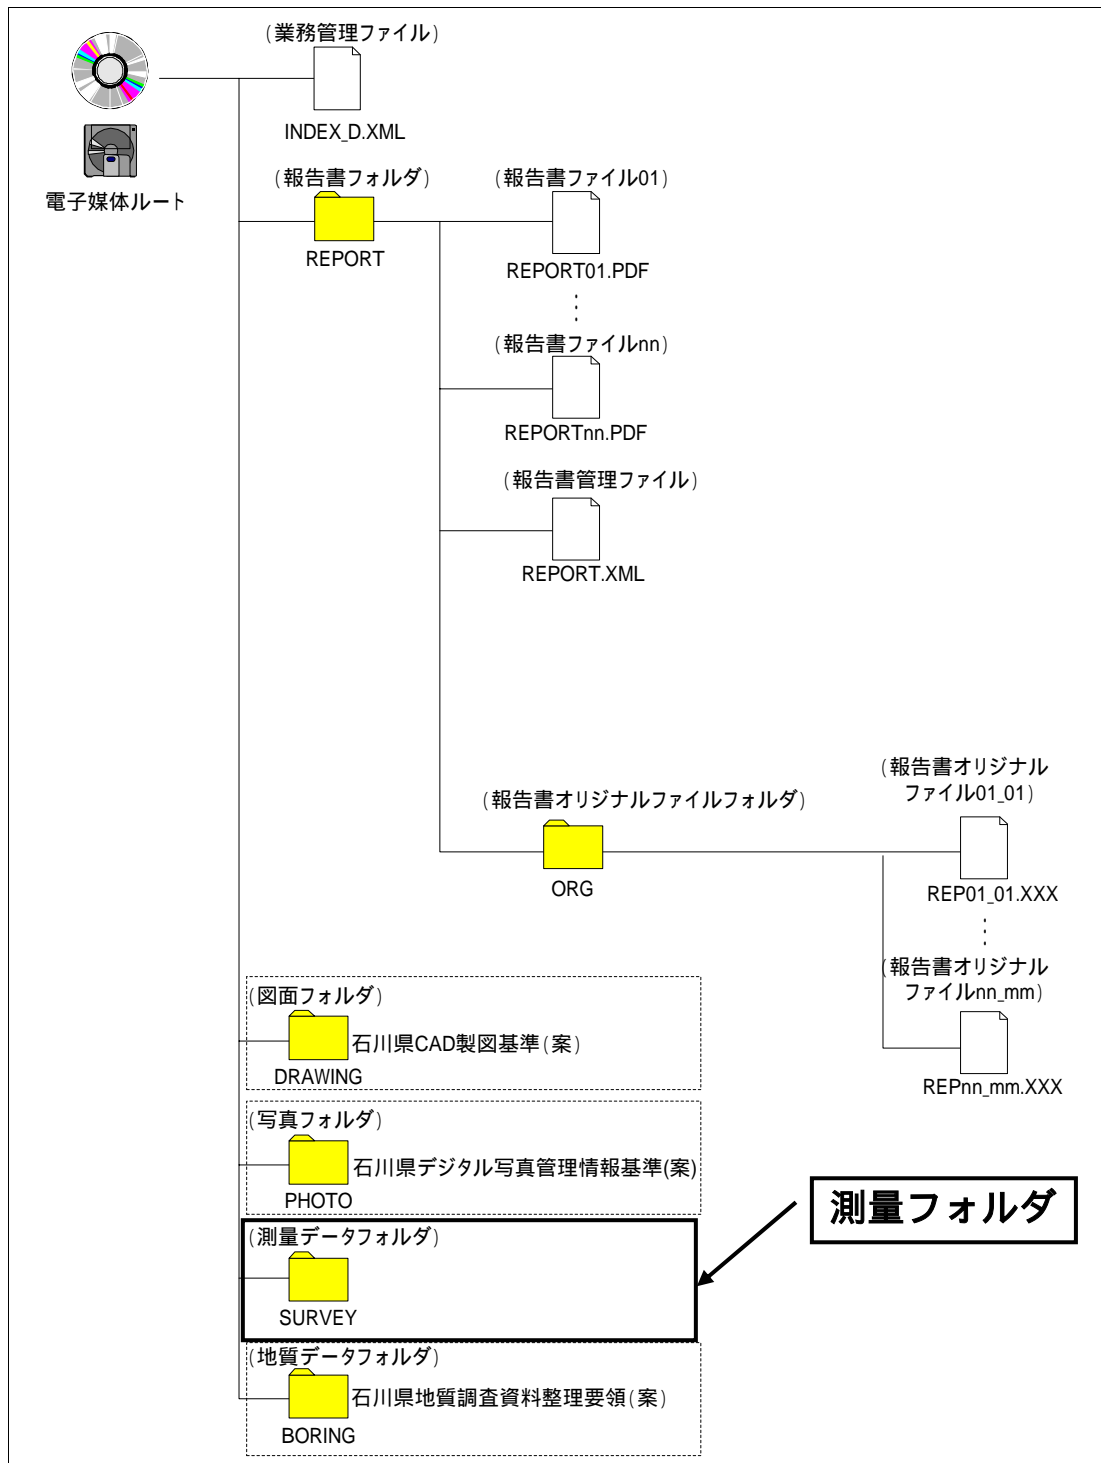 (業務管理ファイル)
INDEX_D.XML
電子媒体ルート
(報告書フォルダ)
REPORT
(報告書ファイル01)
REPORT01.PDF
(報告書ファイルnn)
REPORTnn.PDF
(報告書管理ファイル)
REPORT.XML
(報告書オリジナルファイルフォルダ)
ORG
(報告書オリジナル
ファイル01_01)
REP01_01.XXX
(報告書オリジナル
ファイルnn_mm)
REPnn_mm.XXX
(図面フォルダ)
石川県CAD製図基準(案)
DRAWING
(写真フォルダ)
石川県デジタル写真管理情報基準(案)
PHOTO
測量フォルダ
(測量データフォルダ)
SURVEY
(地質データフォルダ)
石川県地質調査資料整理要領(案)
BORING